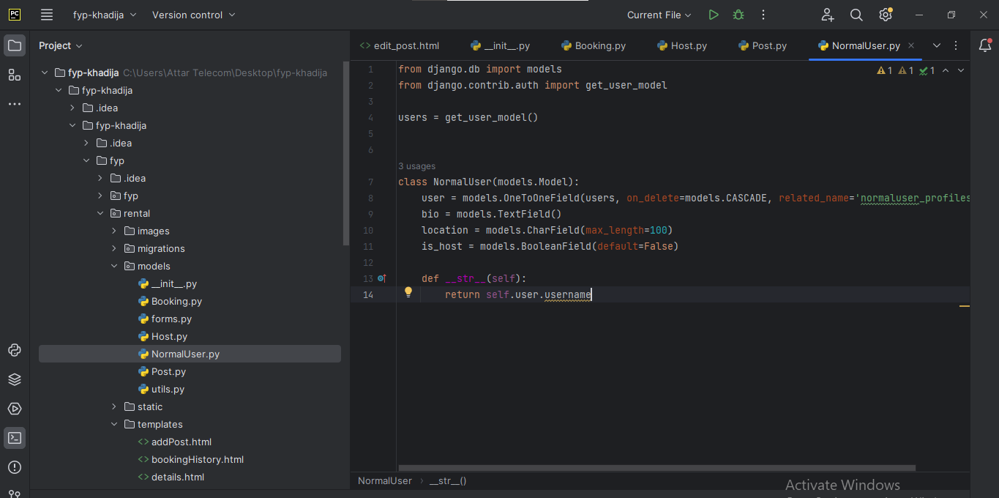 PC
fyp-khadija
Version control
Current File
Project
edit_post.html
__init__.py
Booking.py
Host.py
Post.py
NormalUser.py
fyp-khadija C:\Users\Attar Telecom\Desktop\fyp-khadija
fyp-khadija
.idea
fyp-khadija
.idea
fyp
.idea
fyp
rental
images
migrations
models
__init__.py
Booking.py
forms.py
Host.py
NormalUser.py
Post.py
utils.py
static
templates
addPost.html
bookingHistory.html
details.html
1 1 1
1 from django.db import models
2 from django.contrib.auth import get_user_model
3
4 users = get_user_model()
5
6
3 usages
7 class NormalUser(models.Model):
8 user = models.OneToOneField(users, on_delete=models.CASCADE, related_name='normaluser_profiles
9 bio = models.TextField()
10 location = models.CharField(max_length=100)
11 is_host = models.BooleanField(default=False)
12
13 def __str__(self):
14 return self.user.username
NormalUser
__str__()
Activate Windows